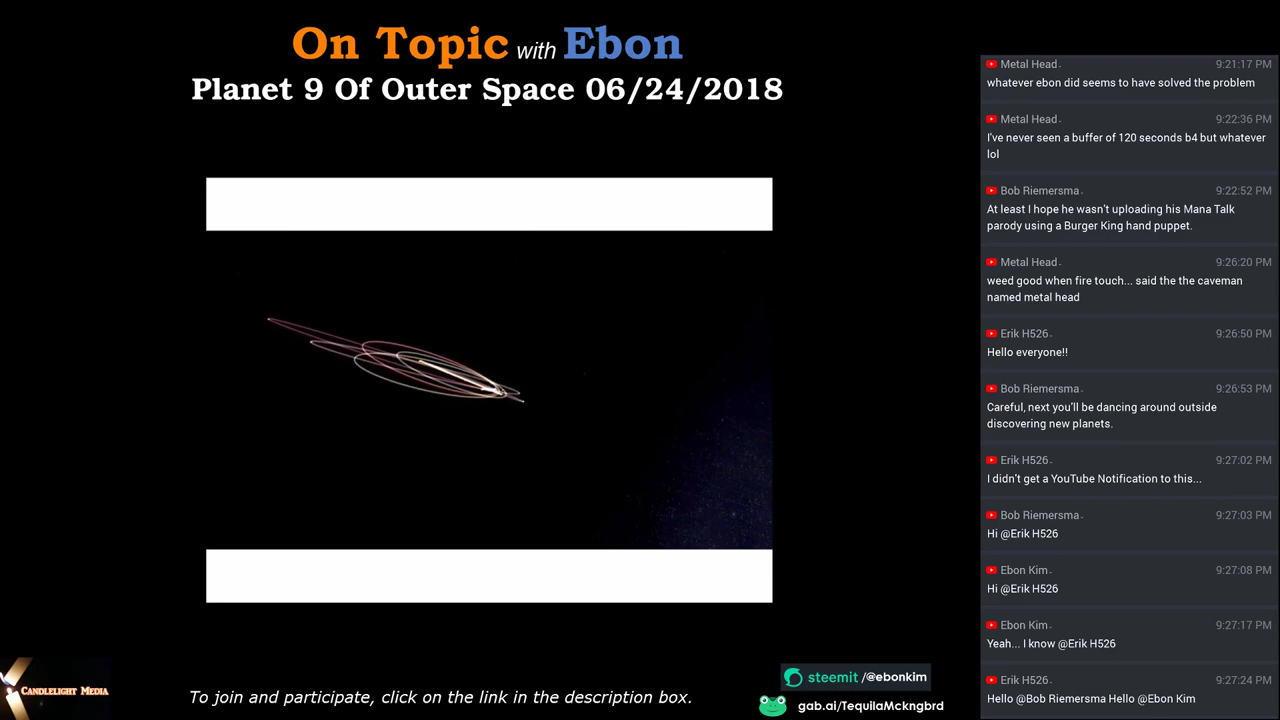 On Topic with Ebon
Planet 9 Of Outer Space 06/24/2018
Metal Head 9:21:17 PM
whatever ebon did seems to have solved the problem
Metal Head 9:22:36 PM
I've never seen a buffer of 120 seconds b4 but whatever
lol
Bob Riemersma 9:22:52 PM
At least I hope he wasn't uploading his Mana Talk
parody using a Burger King hand puppet.
Metal Head 9:26:20 PM
weed good when fire touch... said the the caveman
named metal head
Erik H526 9:26:50 PM
Hello everyone!!
Bob Riemersma 9:26:53 PM
Careful, next you'll be dancing around outside
discovering new planets.
Erik H526 9:27:02 PM
I didn't get a YouTube Notification to this...
Bob Riemersma 9:27:03 PM
Hi @Erik H526
Ebon Kim 9:27:08 PM
Hi @Erik H526
Ebon Kim 9:27:17 PM
Yeah... I know @Erik H526
Erik H526 9:27:24 PM
Hello @Bob Riemersma Hello @Ebon Kim
Candlelight Media
To join and participate, click on the link in the description box.
steemit /@ebonkim
gab.ai/TequilaMckngbrd